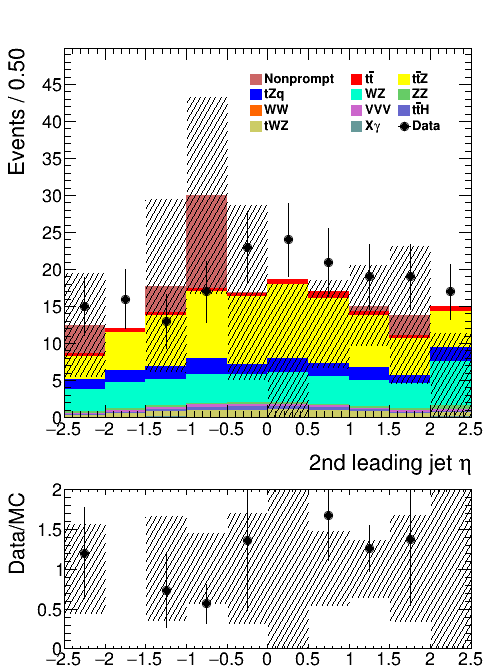 Events / 0.50
45
40
35
30
25
20
15
10
5
0
Nonprompt tt̄ tt̄Z
tZq WZ ZZ
WW VVV tt̄H
tWZ Xγ Data
−2.5 −2 −1.5 −1 −0.5 0 0.5 1 1.5 2 2.5
2nd leading jet η
Data/MC
2
1.5
1
0.5
0
−2.5 −2 −1.5 −1 −0.5 0 0.5 1 1.5 2 2.5